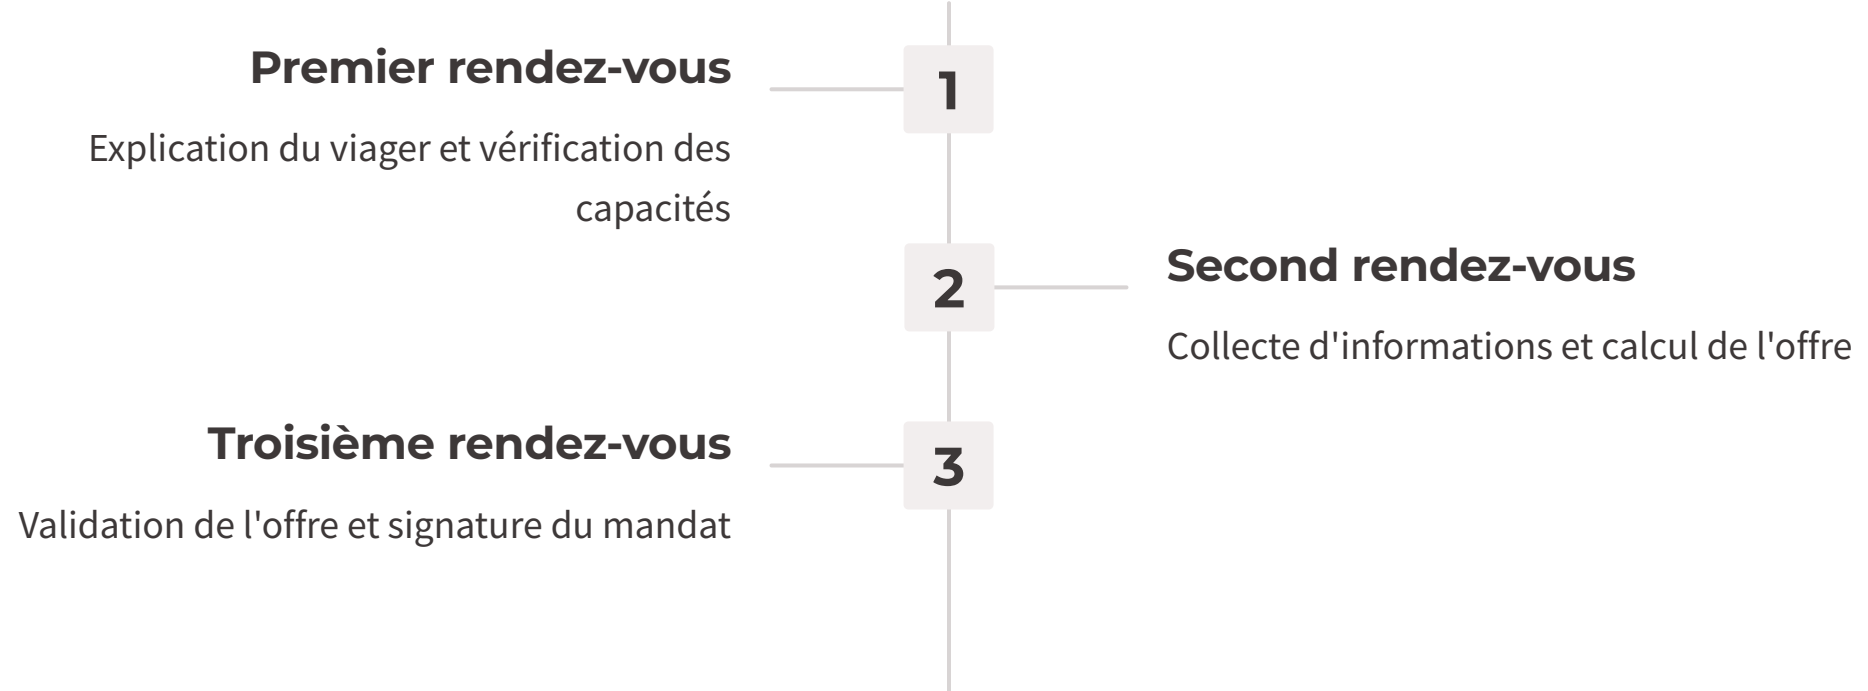 Premier rendez-vous
1
Explication du viager et vérification des
capacités
2
Second rendez-vous
Collecte d'informations et calcul de l'offre
Troisième rendez-vous
3
Validation de l'offre et signature du mandat